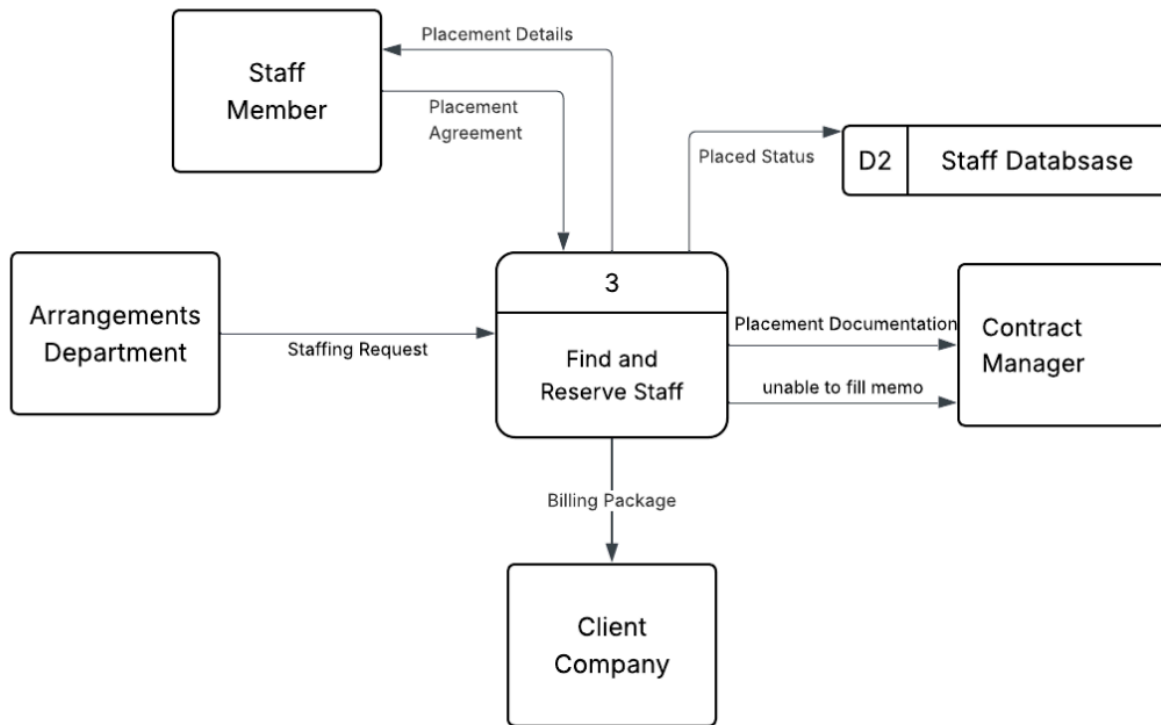 Placement Details
Staff
Member
Placement
Agreement
Placed Status
D2
Staff Databsase
3
Arrangements
Department
Staffing Request
Find and
Reserve Staff
Placement Documentation
Contract
Manager
unable to fill memo
Billing Package
Client
Company